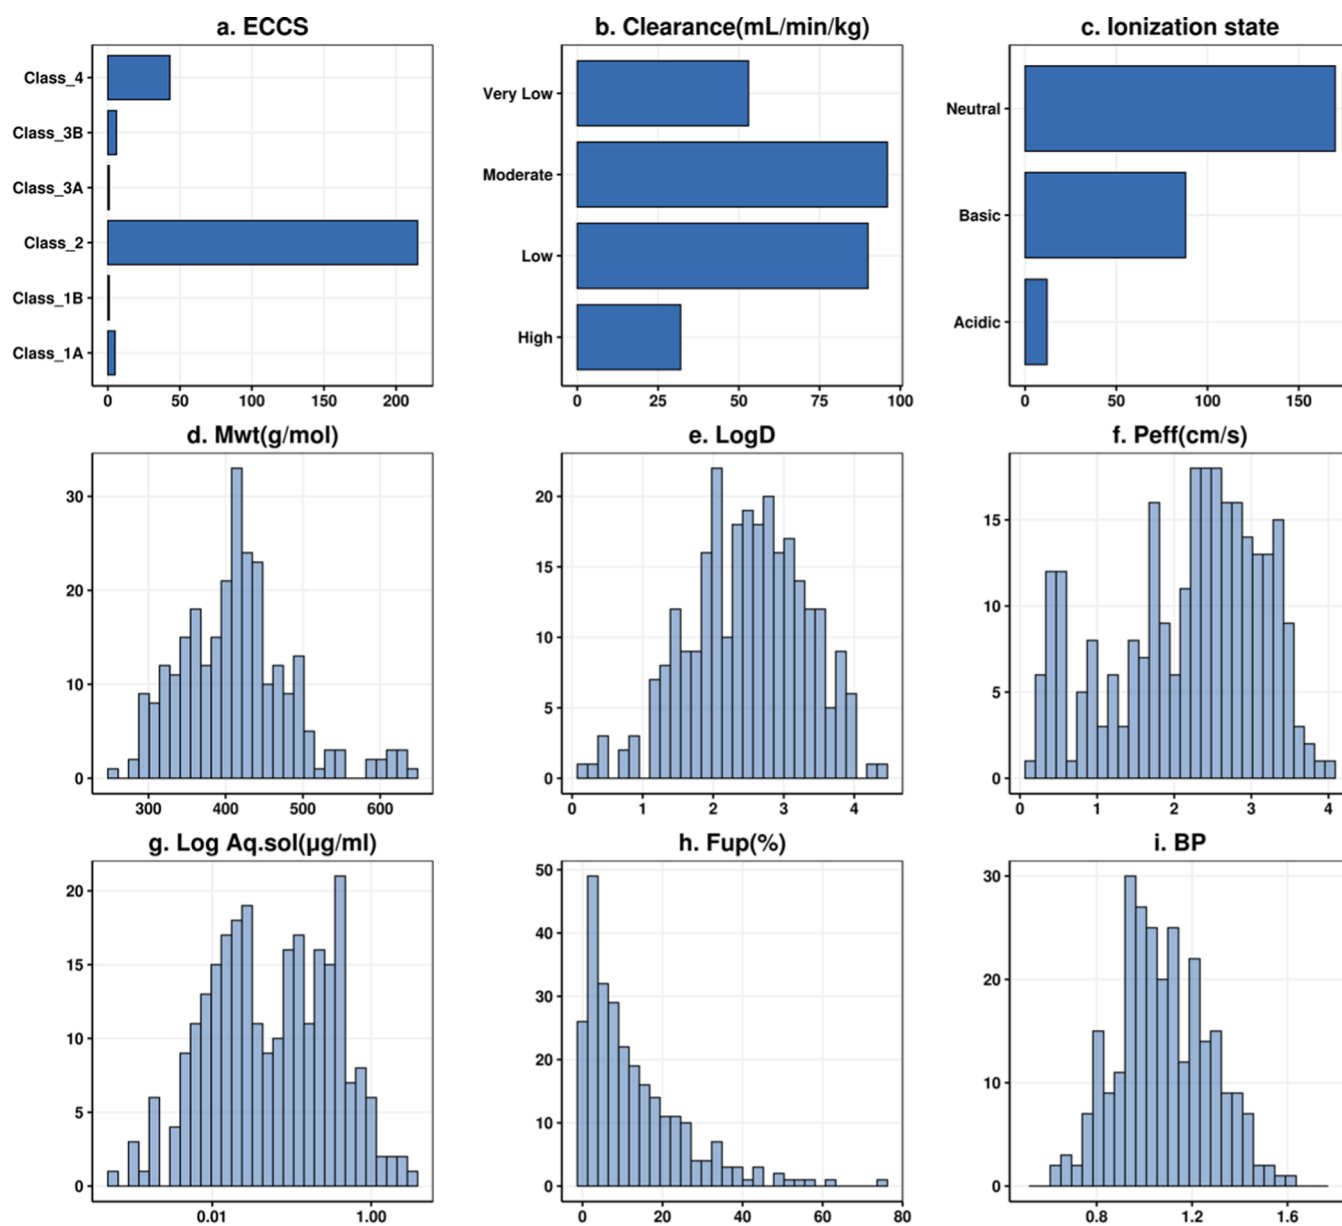 a. ECCS
Class_4
Class_3B
Class_3A
Class_2
Class_1B
Class_1A
0 50 100 150 200
b. Clearance(mL/min/kg)
Very Low
Moderate
Low
High
0 25 50 75 100
c. Ionization state
Neutral
Basic
Acidic
0 50 100 150
d. Mwt(g/mol)
30
20
10
0
300 400 500 600
e. LogD
20
15
10
5
0
0 1 2 3 4
f. Peff(cm/s)
15
10
5
0
0 1 2 3 4
g. Log Aq.sol(µg/ml)
20
15
10
5
0
0.01 1.00
h. Fup(%)
50
40
30
20
10
0
0 20 40 60 80
i. BP
30
20
10
0
0.8 1.2 1.6